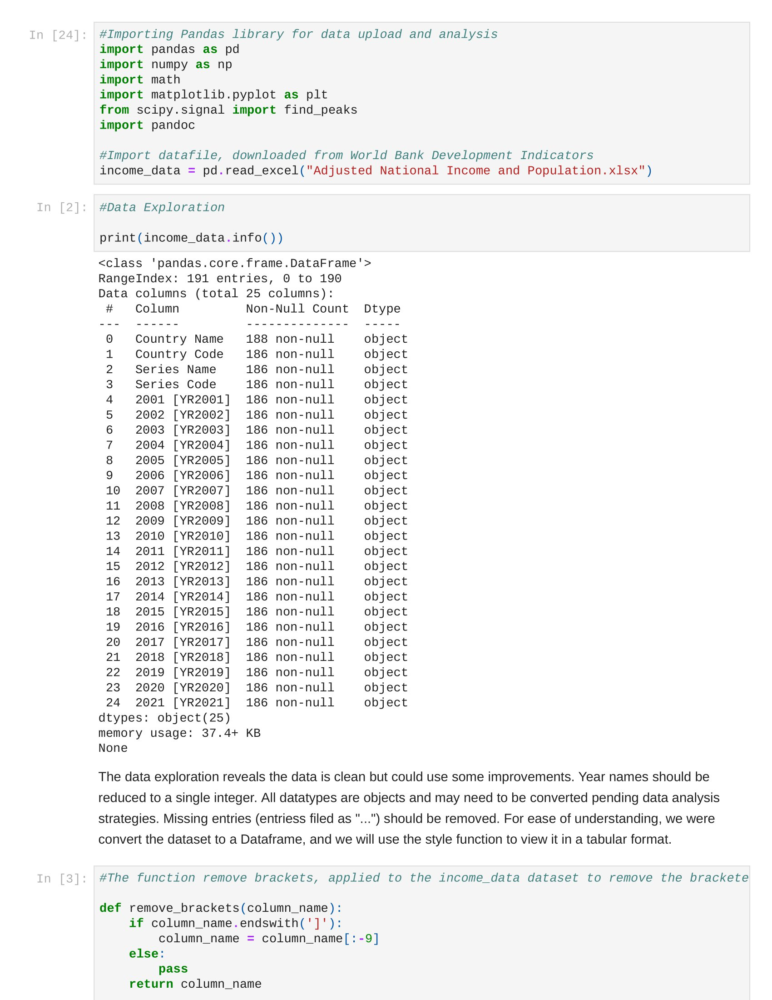 In [24]:
#Importing Pandas library for data upload and analysis
import pandas as pd
import numpy as np
import math
import matplotlib.pyplot as plt
from scipy.signal import find_peaks
import pandoc

#Import datafile, downloaded from World Bank Development Indicators
income_data = pd.read_excel("Adjusted National Income and Population.xlsx")
In [2]:
#Data Exploration

print(income_data.info())
<class 'pandas.core.frame.DataFrame'>
RangeIndex: 191 entries, 0 to 190
Data columns (total 25 columns):
 #   Column         Non-Null Count  Dtype
---  ------         --------------  -----
 0   Country Name   188 non-null    object
 1   Country Code   186 non-null    object
 2   Series Name    186 non-null    object
 3   Series Code    186 non-null    object
 4   2001 [YR2001]  186 non-null    object
 5   2002 [YR2002]  186 non-null    object
 6   2003 [YR2003]  186 non-null    object
 7   2004 [YR2004]  186 non-null    object
 8   2005 [YR2005]  186 non-null    object
 9   2006 [YR2006]  186 non-null    object
 10  2007 [YR2007]  186 non-null    object
 11  2008 [YR2008]  186 non-null    object
 12  2009 [YR2009]  186 non-null    object
 13  2010 [YR2010]  186 non-null    object
 14  2011 [YR2011]  186 non-null    object
 15  2012 [YR2012]  186 non-null    object
 16  2013 [YR2013]  186 non-null    object
 17  2014 [YR2014]  186 non-null    object
 18  2015 [YR2015]  186 non-null    object
 19  2016 [YR2016]  186 non-null    object
 20  2017 [YR2017]  186 non-null    object
 21  2018 [YR2018]  186 non-null    object
 22  2019 [YR2019]  186 non-null    object
 23  2020 [YR2020]  186 non-null    object
 24  2021 [YR2021]  186 non-null    object
dtypes: object(25)
memory usage: 37.4+ KB
None
The data exploration reveals the data is clean but could use some improvements. Year names should be
reduced to a single integer. All datatypes are objects and may need to be converted pending data analysis
strategies. Missing entries (entriess filed as "...") should be removed. For ease of understanding, we were
convert the dataset to a Dataframe, and we will use the style function to view it in a tabular format.
In [3]:
#The function remove brackets, applied to the income_data dataset to remove the brackete

def remove_brackets(column_name):
    if column_name.endswith(']'):
        column_name = column_name[:-9]
    else:
        pass
    return column_name